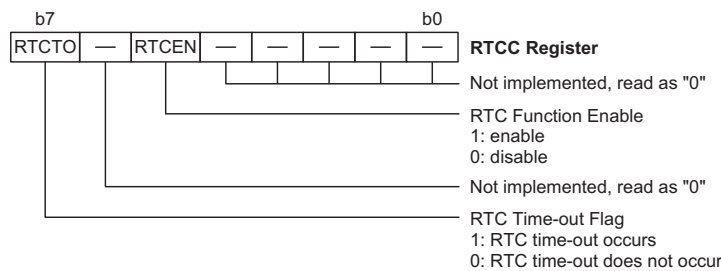 b7 b0
RTCTO — RTCEN — — — — — RTCC Register
Not implemented, read as "0"
RTC Function Enable
1: enable
0: disable
Not implemented, read as "0"
RTC Time-out Flag
1: RTC time-out occurs
0: RTC time-out does not occur